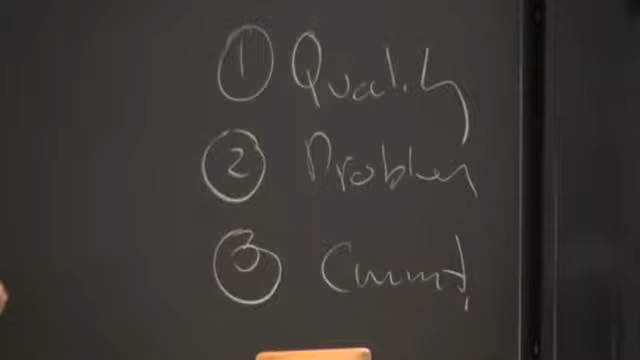 ① Quality
② Problem
③